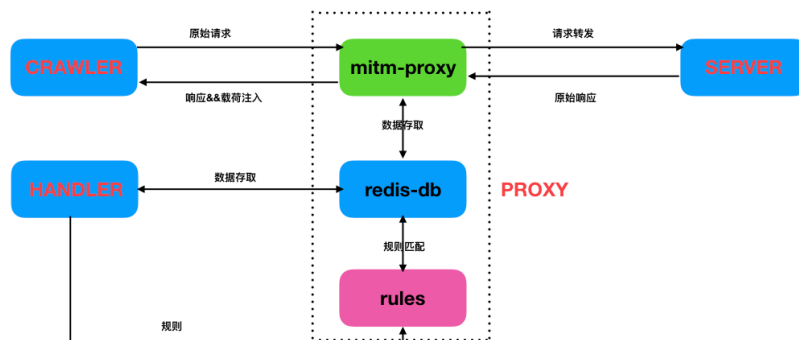 原始请求
请求转发
CRAWLER
mitm-proxy
SERVER
响应&&载荷注入
原始响应
数据存取
HANDLER
数据存取
redis-db
PROXY
规则匹配
rules
规则